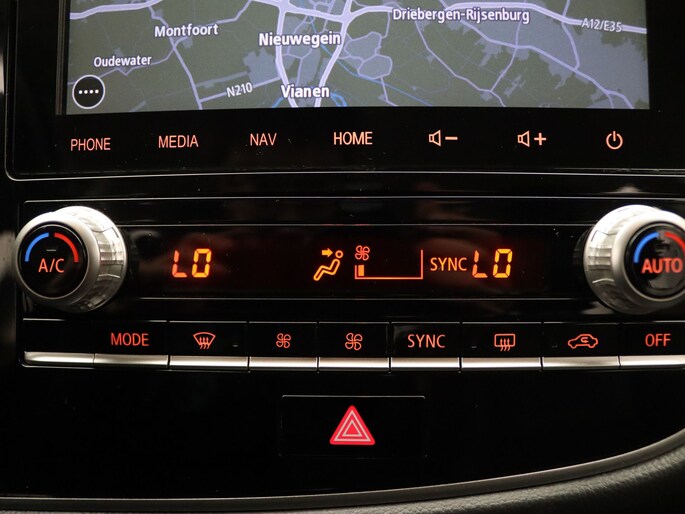 Driebergen-Rijsenburg
A12/E35
Montfoort
Nieuwegein
Oudewater
N210
Vianen
PHONE MEDIA NAV HOME
A/C LO SYNC LO AUTO
MODE SYNC OFF